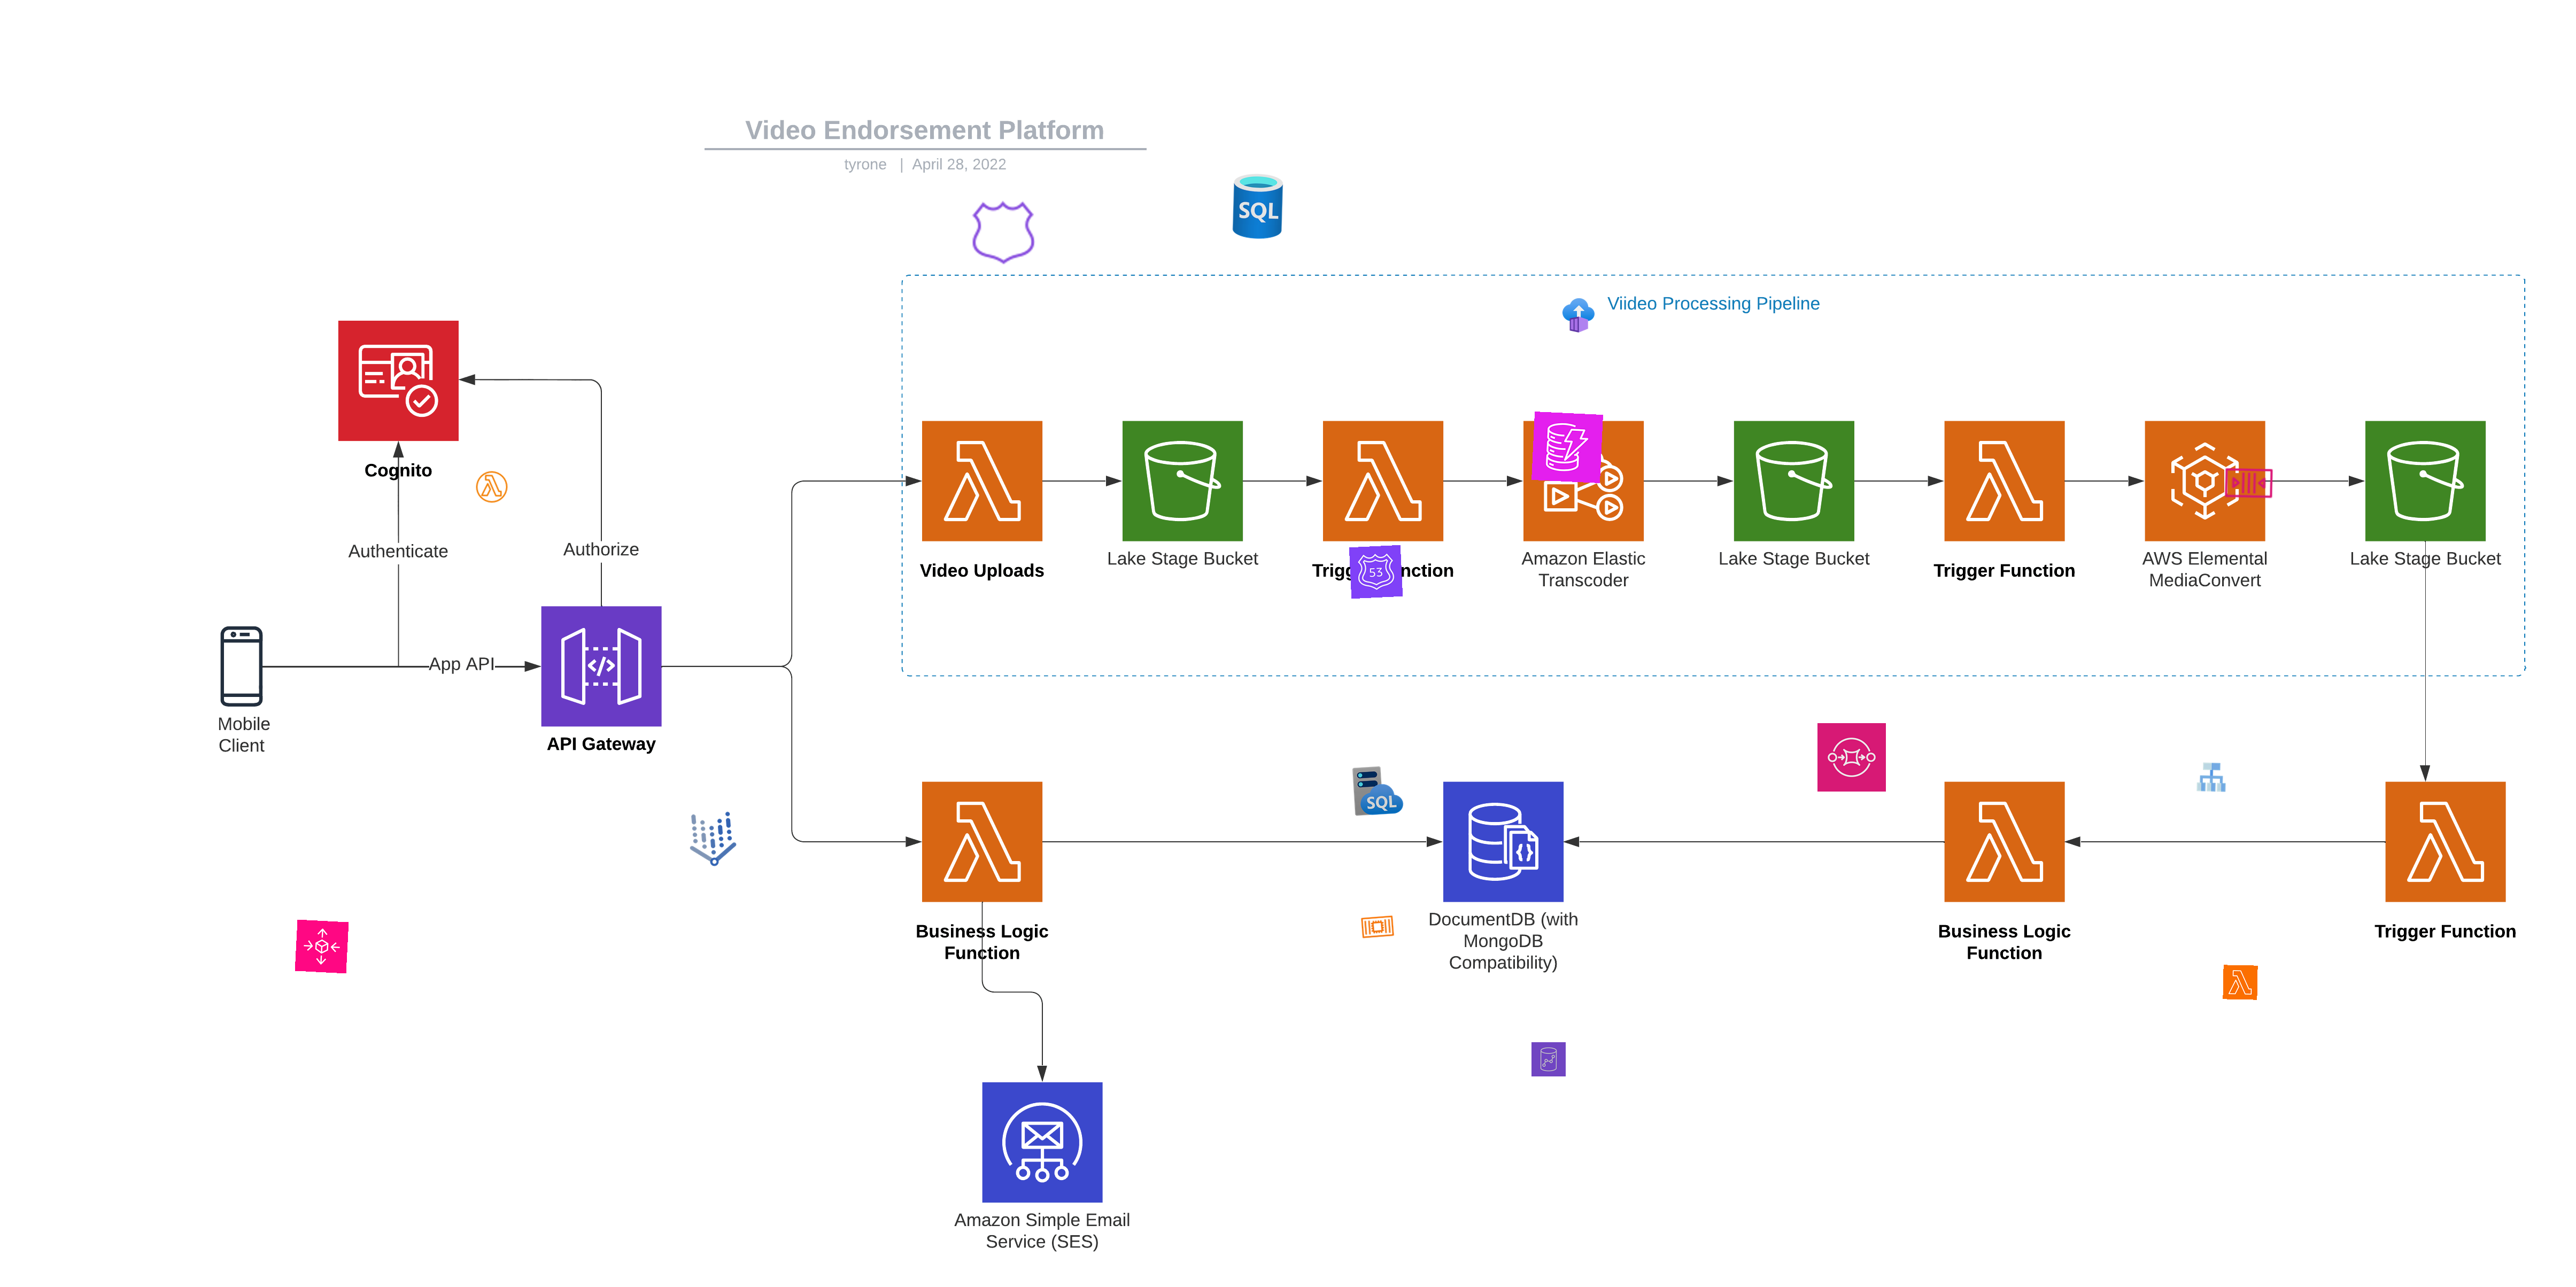 Video Endorsement Platform
tyrone | April 28, 2022
SQL
Viideo Processing Pipeline
Cognito
Authenticate
Authorize
Video Uploads
Lake Stage Bucket
Trigger Function
53
Amazon Elastic
Transcoder
Lake Stage Bucket
Trigger Function
AWS Elemental
MediaConvert
Lake Stage Bucket
App API
</>
Mobile
Client
API Gateway
SQL
{}
Business Logic
Function
DocumentDB (with
MongoDB
Compatibility)
Business Logic
Function
Trigger Function
Amazon Simple Email
Service (SES)